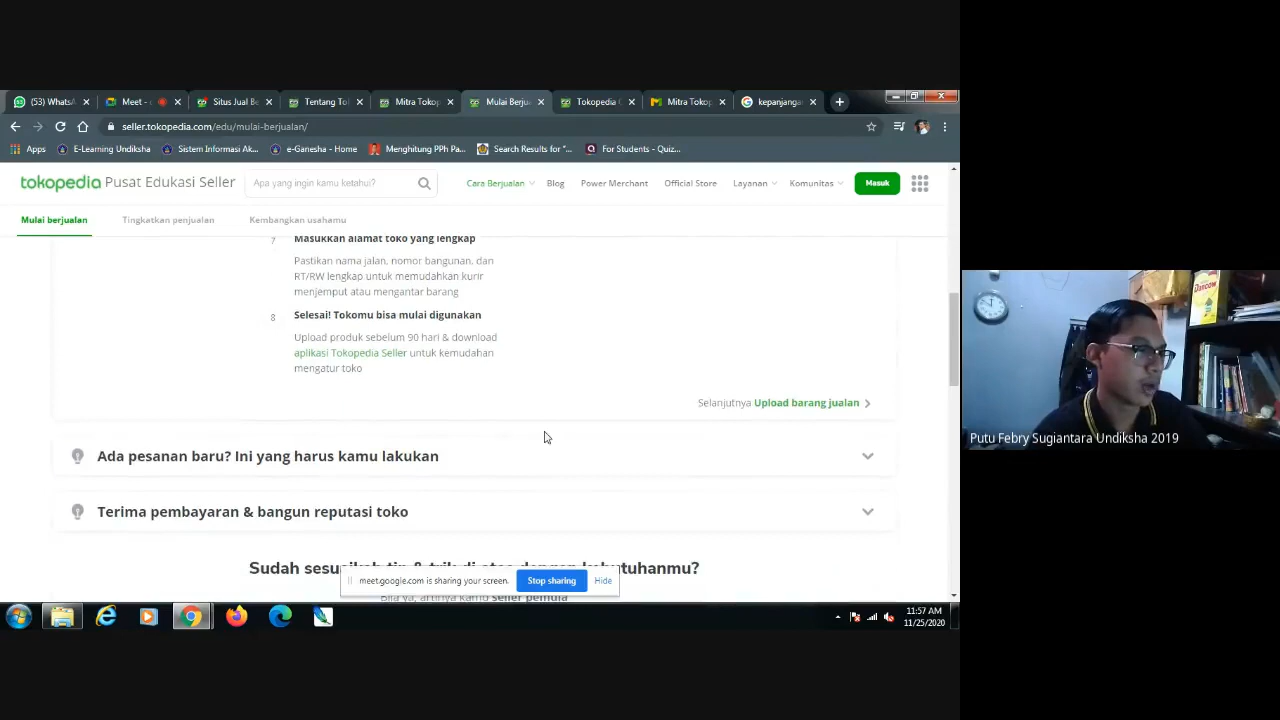 (53) WhatsA
Meet -
Situs Jual Be
Tentang To
Mitra Tokop
Mulai Berju
Tokopedia
Mitra Tokop
kepanjangan
seller.tokopedia.com/edu/mulai-berjualan/
Apps
E-Learning Undiksha
Sistem Informasi Ak...
e-Ganesha - Home
Menghitung PPh Pa...
Search Results for "...
For Students - Quiz...
tokopedia Pusat Edukasi Seller
Apa yang ingin kamu ketahui?
Cara Berjualan
Blog
Power Merchant
Official Store
Layanan
Komunitas
Masuk
Mulai berjualan
Tingkatkan penjualan
Kembangkan usahamu
7 Masukkan alamat toko yang lengkap
Pastikan nama jalan, nomor bangunan, dan
RT/RW lengkap untuk memudahkan kurir
menjemput atau mengantar barang
8 Selesai! Tokomu bisa mulai digunakan
Upload produk sebelum 90 hari & download
aplikasi Tokopedia Seller untuk kemudahan
mengatur toko
Selanjutnya Upload barang jualan
Ada pesanan baru? Ini yang harus kamu lakukan
Terima pembayaran & bangun reputasi toko
meet.google.com is sharing your screen.
Stop sharing
Hide
11:57 AM
11/25/2020
Dancow
Putu Febry Sugiantara Undiksha 2019